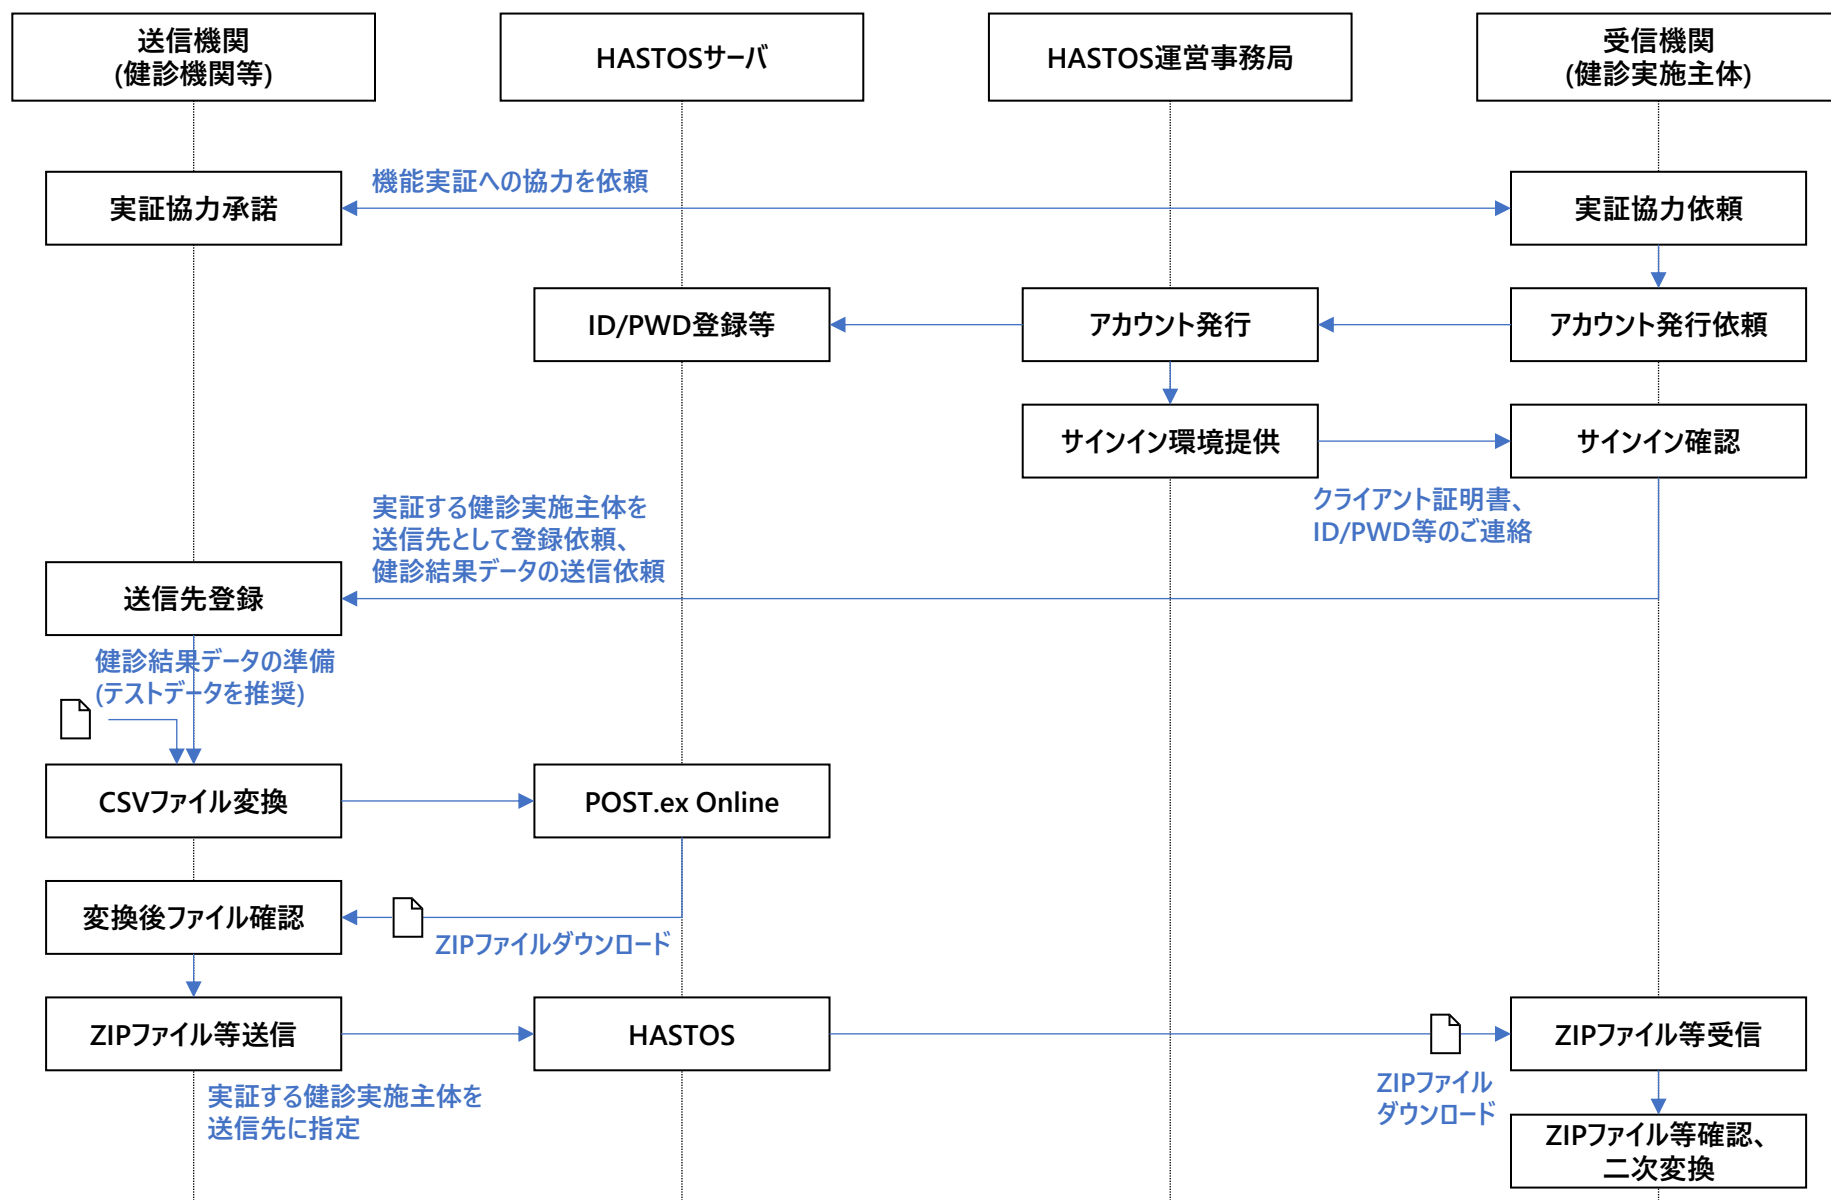 送信機関
(健診機関等)
HASTOSサーバ
HASTOS運営事務局
受信機関
(健診実施主体)
機能実証への協力を依頼
実証協力承諾
実証協力依頼
ID/PWD登録等
アカウント発行
アカウント発行依頼
サインイン環境提供
サインイン確認
クライアント証明書、
ID/PWD等のご連絡
実証する健診実施主体を
送信先として登録依頼、
健診結果データの送信依頼
送信先登録
健診結果データの準備
(テストデータを推奨)
CSVファイル変換
POST.ex Online
変換後ファイル確認
ZIPファイルダウンロード
ZIPファイル等送信
HASTOS
ZIPファイル等受信
実証する健診実施主体を
送信先に指定
ZIPファイル
ダウンロード
ZIPファイル等確認、
二次変換